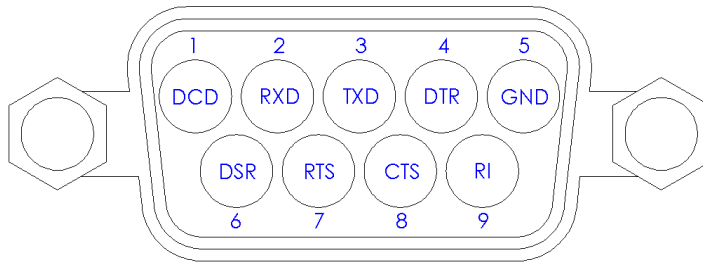 1 2 3 4 5
DCD RXD TXD DTR GND
DSR RTS CTS RI
6 7 8 9